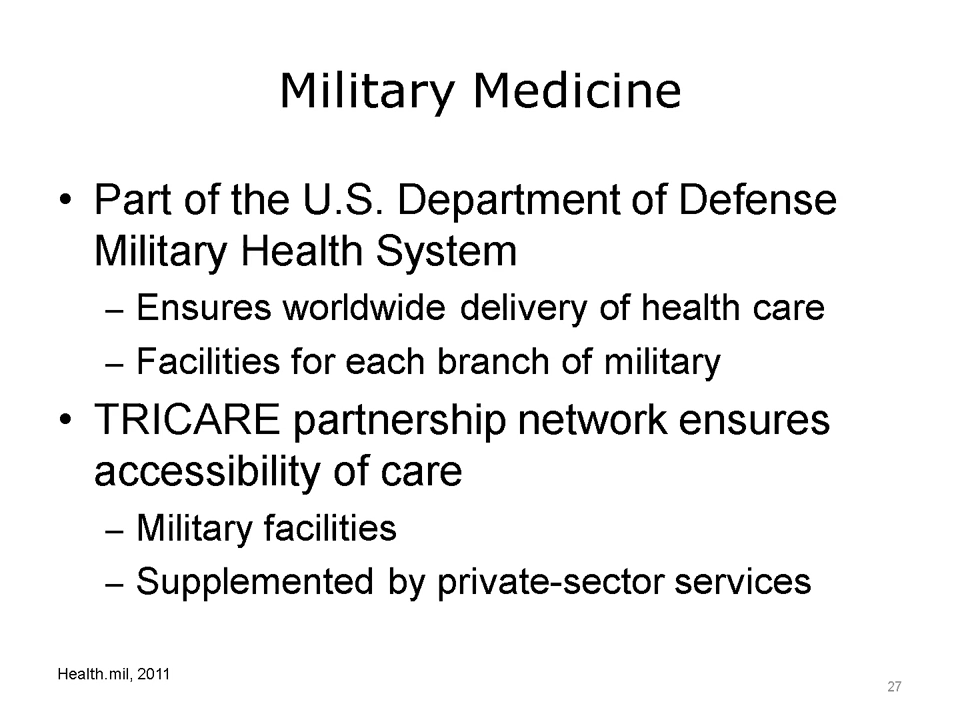 Military Medicine
• Part of the U.S. Department of Defense
Military Health System
– Ensures worldwide delivery of health care
– Facilities for each branch of military
• TRICARE partnership network ensures
accessibility of care
– Military facilities
– Supplemented by private-sector services
Health.mil, 2011
27